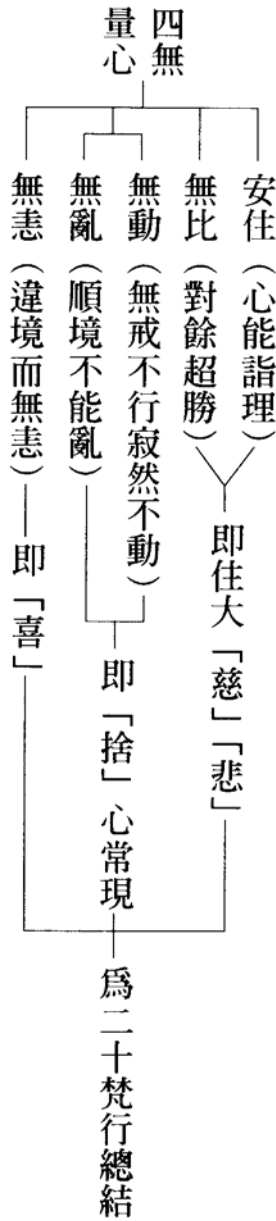 四無量心
安住（心能詣理）
無比（對餘超勝）
即住大「慈」「悲」
無動（無戒不行寂然不動）
無亂（順境不能亂）
即「捨」心常現
無恚（違境而無恚）
即「喜」
為二十梵行總結